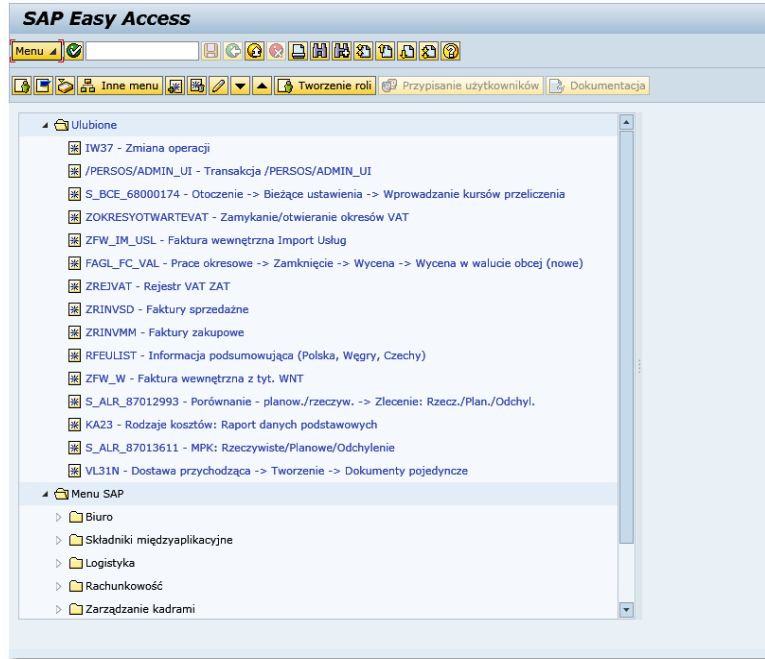 SAP Easy Access
Menu
Inne menu Tworzenie roli Przypisanie użytkowników Dokumentacja
Ulubione
IW37 - Zmiana operacji
/PERSOS/ADMIN_UI - Transakcja /PERSOS/ADMIN_UI
S_BCE_68000174 - Otoczenie -> Bieżące ustawienia -> Wprowadzanie kursów przeliczenia
ZOKRESYOTWARTEVAT - Zamykanie/otwieranie okresów VAT
ZFW_IM_USL - Faktura wewnętrzna Import Usług
FAGL_FC_VAL - Prace okresowe -> Zamknięcie -> Wycena -> Wycena w walucie obcej (nowe)
ZREJVAT - Rejestr VAT ZAT
ZRINVSD - Faktury sprzedażne
ZRINVMM - Faktury zakupowe
RFEULIST - Informacja podsumowująca (Polska, Węgry, Czechy)
ZFW_W - Faktura wewnętrzna z tyt. WNT
S_ALR_87012993 - Porównanie - planow./rzeczyw. -> Zlecenie: Rzecz./Plan./Odchyl.
KA23 - Rodzaje kosztów: Raport danych podstawowych
S_ALR_87013611 - MPK: Rzeczywiste/Planowe/Odchylenie
VL31N - Dostawa przychodząca -> Tworzenie -> Dokumenty pojedyncze
Menu SAP
Biuro
Składniki międzyaplikacyjne
Logistyka
Rachunkowość
Zarządzanie kadrami